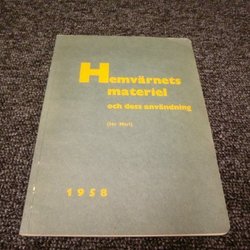 Hemvärnets
materiel
och dess användning
1958